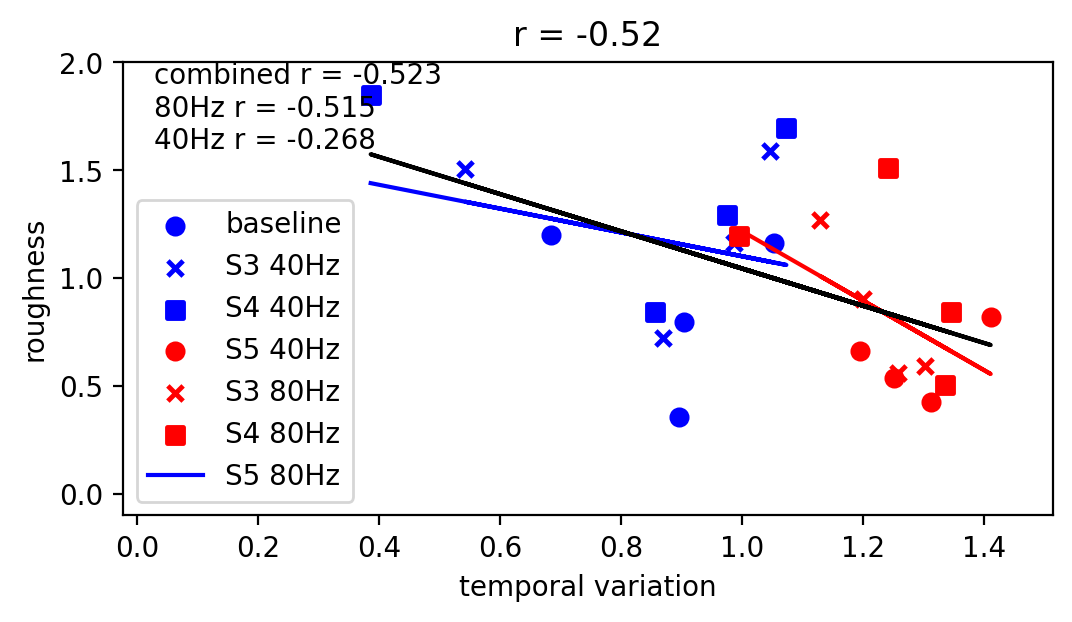 r = -0.52
combined r = -0.523
80Hz r = -0.515
40Hz r = -0.268
2.0
1.5
1.0
0.5
0.0
roughness
baseline
S3 40Hz
S4 40Hz
S5 40Hz
S3 80Hz
S4 80Hz
S5 80Hz
0.0 0.2 0.4 0.6 0.8 1.0 1.2 1.4
temporal variation